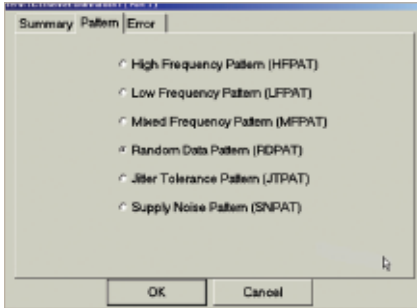 Summary Pattern Error
High Frequency Pattern (HFPAT)
Low Frequency Pattern (LFPAT)
Mixed Frequency Pattern (MFPAT)
Random Data Pattern (RDPAT)
Jitter Tolerance Pattern (JTPAT)
Supply Noise Pattern (SNPAT)
OK Cancel